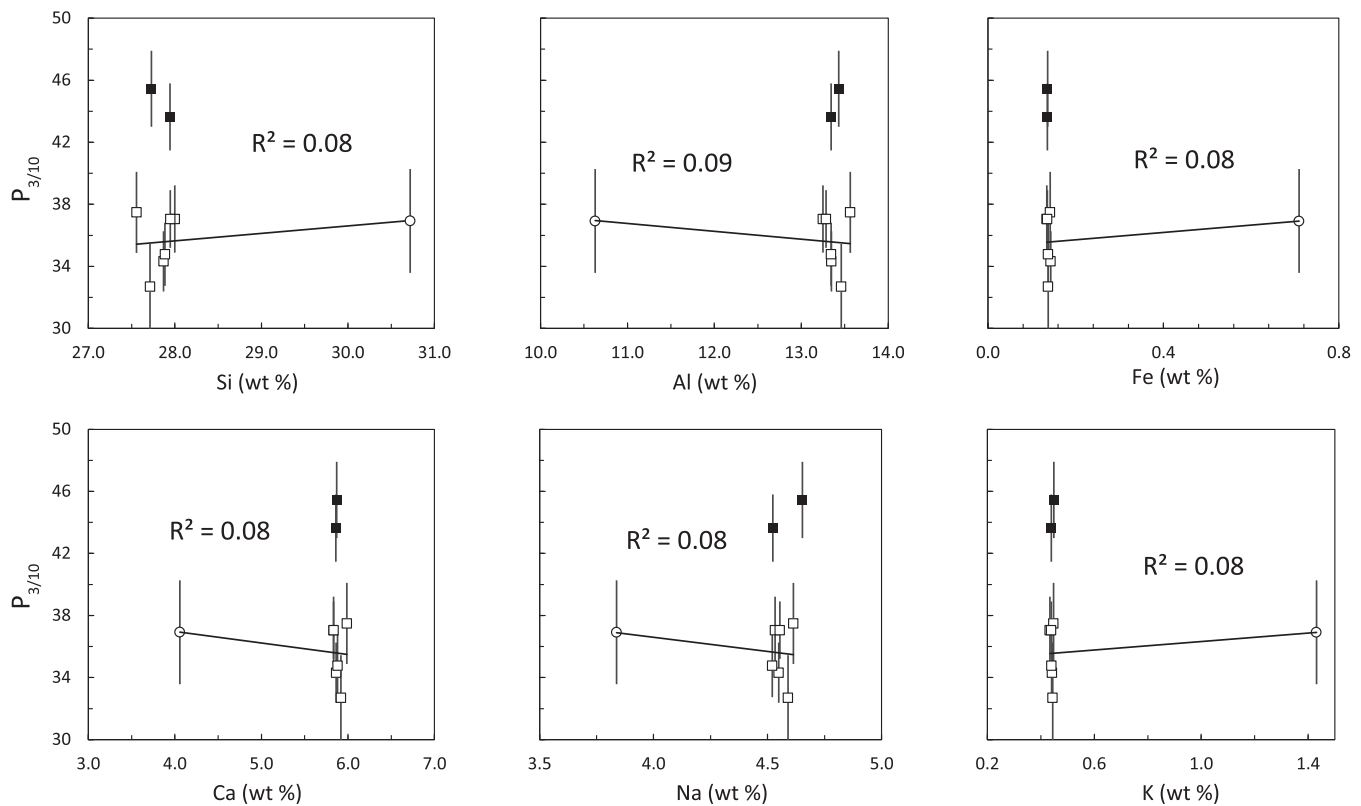 50
46
42
38
34
30
P3/10
R² = 0.08
27.0 28.0 29.0 30.0 31.0
Si (wt %)
R² = 0.09
10.0 11.0 12.0 13.0 14.0
Al (wt %)
R² = 0.08
0.0 0.4 0.8
Fe (wt %)
50
46
42
38
34
30
P3/10
R² = 0.08
3.0 4.0 5.0 6.0 7.0
Ca (wt %)
R² = 0.08
3.5 4.0 4.5 5.0
Na (wt %)
R² = 0.08
0.2 0.6 1.0 1.4
K (wt %)